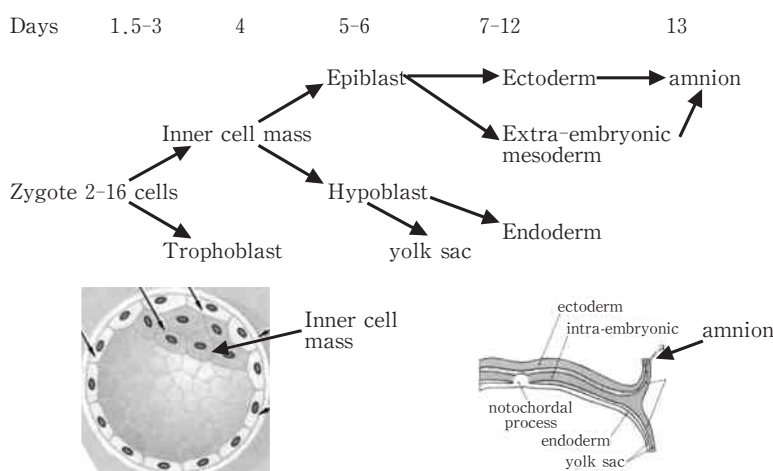 Days 1.5-3 4 5-6 7-12 13
Epiblast Ectoderm amnion
Inner cell mass Extra-embryonic
mesoderm
Zygote 2-16 cells Hypoblast
Endoderm
Trophoblast yolk sac
Inner cell
mass
ectoderm
intra-embryonic
amnion
notochordal
process
endoderm
yolk sac